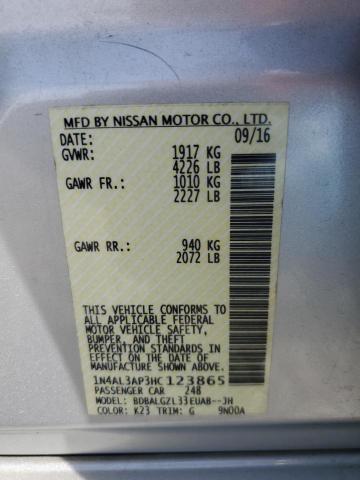 MFD BY NISSAN MOTOR CO., LTD.
DATE: 09/16
GVWR: 1917 KG
4226 LB
GAWR FR.: 1010 KG
2227 LB
GAWR RR.: 940 KG
2072 LB
THIS VEHICLE CONFORMS TO
ALL APPLICABLE FEDERAL
MOTOR VEHICLE SAFETY,
BUMPER, AND THEFT
PREVENTION STANDARDS IN
EFFECT ON THE DATE OF
MANUFACTURE SHOWN ABOVE.
1N4AL3AP3HC123865
PASSENGER CAR 248
MODEL: BDBALGZL33EUAB--JH
COLOR: K23 TRIM: G 9N00A